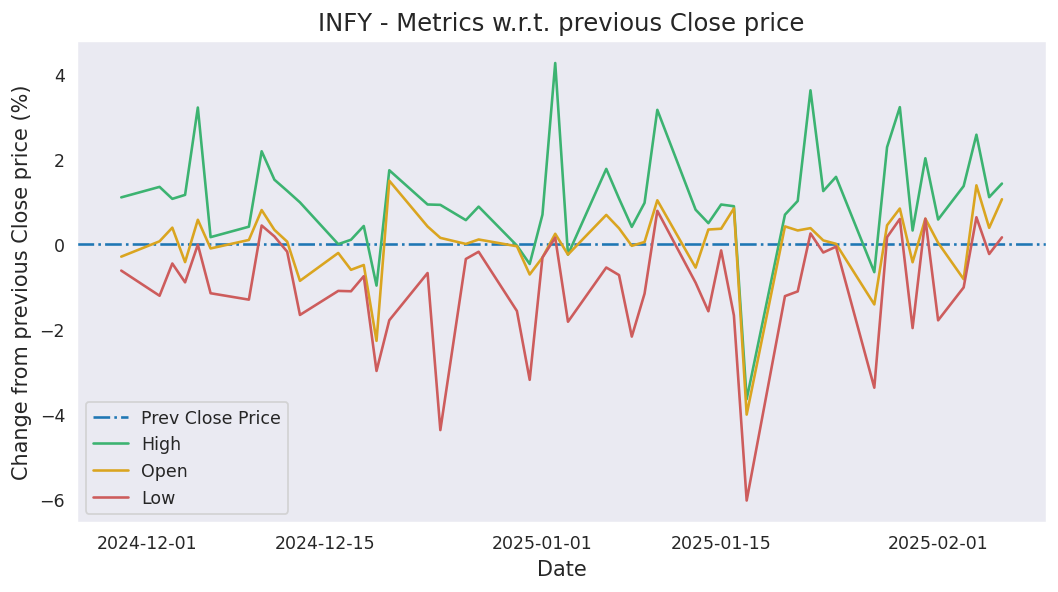 INFY - Metrics w.r.t. previous Close price
Change from previous Close price (%)
4
2
0
−2
−4
−6
Prev Close Price
High
Open
Low
2024-12-01
2024-12-15
2025-01-01
2025-01-15
2025-02-01
Date